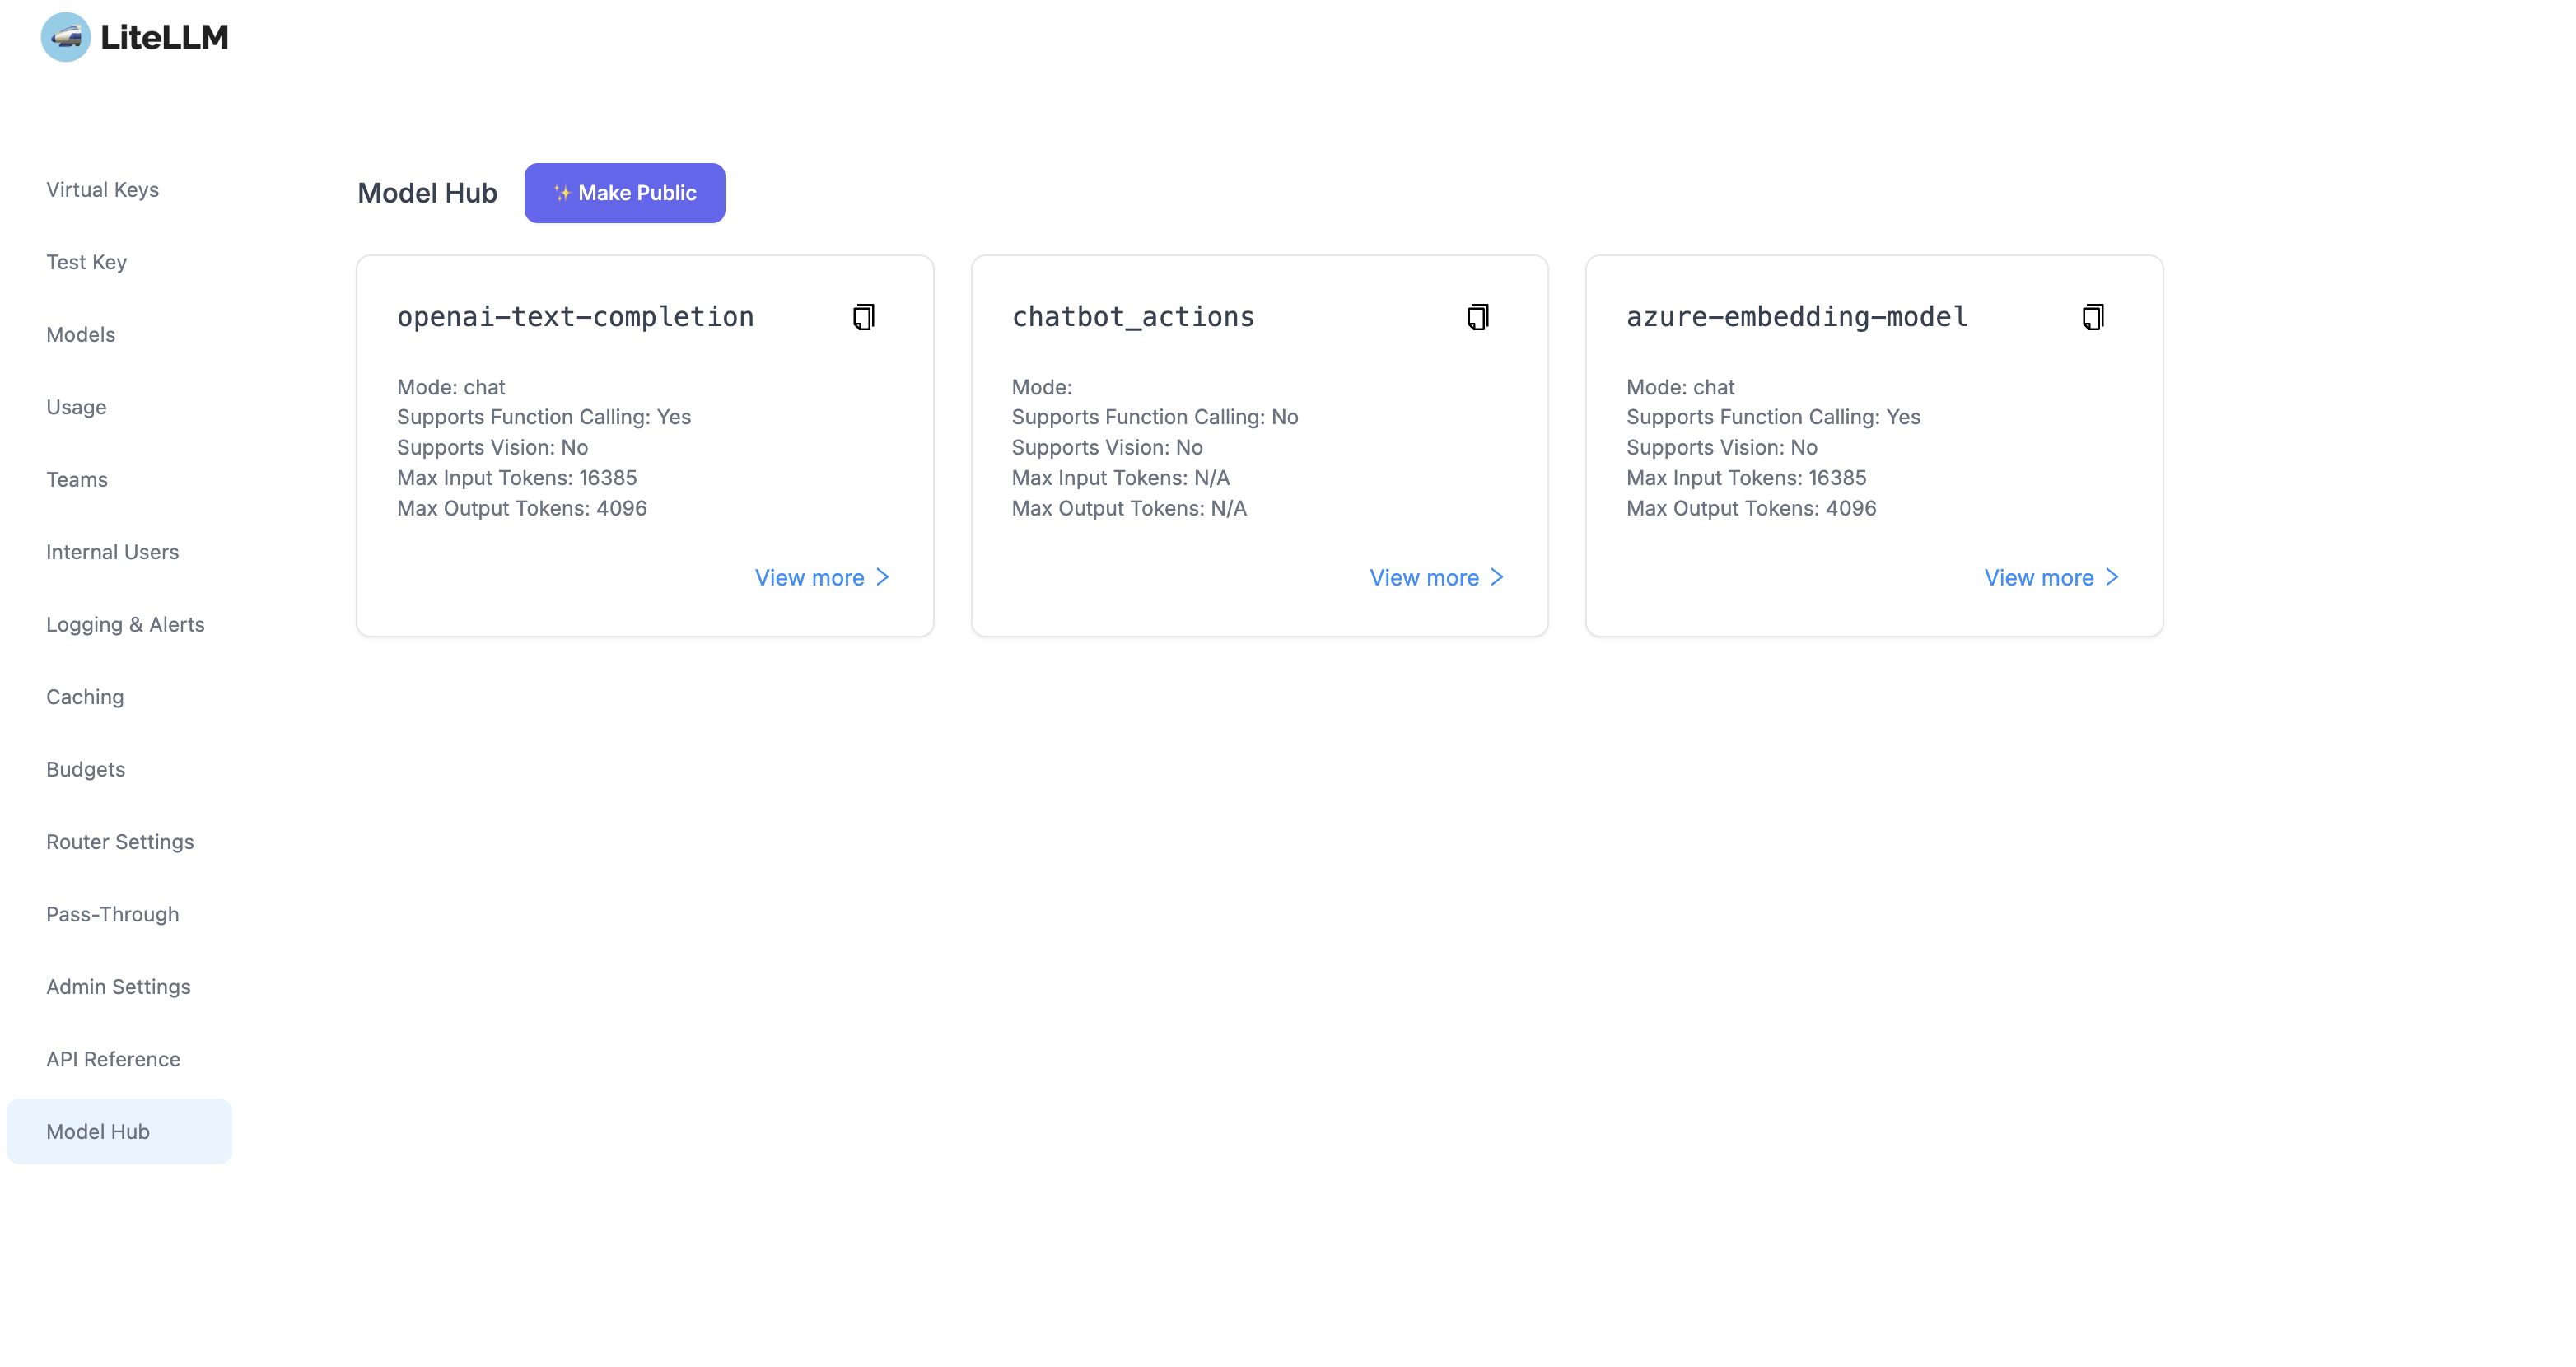 LiteLLM
Virtual Keys
Test Key
Models
Usage
Teams
Internal Users
Logging & Alerts
Caching
Budgets
Router Settings
Pass-Through
Admin Settings
API Reference
Model Hub
Model Hub
✨ Make Public
openai-text-completion
Mode: chat
Supports Function Calling: Yes
Supports Vision: No
Max Input Tokens: 16385
Max Output Tokens: 4096
View more >
chatbot_actions
Mode:
Supports Function Calling: No
Supports Vision: No
Max Input Tokens: N/A
Max Output Tokens: N/A
View more >
azure-embedding-model
Mode: chat
Supports Function Calling: Yes
Supports Vision: No
Max Input Tokens: 16385
Max Output Tokens: 4096
View more >